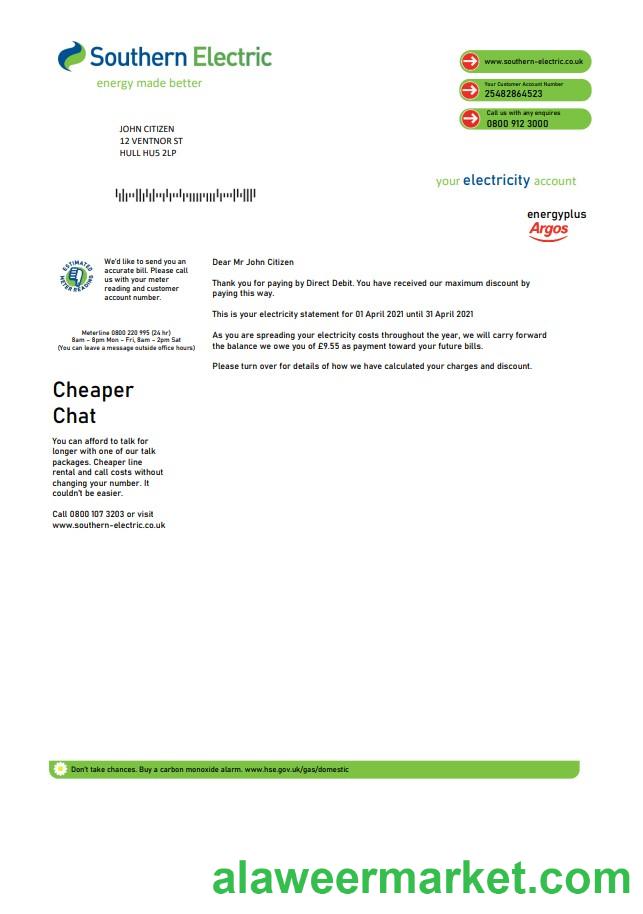 Southern Electric
energy made better
www.southern-electric.co.uk
Your Customer Account Number
25482864523
Call us with any enquires
0800 912 3000
JOHN CITIZEN
12 VENTNOR ST
HULL HU5 2LP
your electricity account
energyplus
Argos
ESTIMATED
METER READING
We'd like to send you an
accurate bill. Please call
us with your meter
reading and customer
account number.
Meterline 0800 220 995 (24 hr)
8am – 8pm Mon – Fri, 8am – 2pm Sat
(You can leave a message outside office hours)
Dear Mr John Citizen
Thank you for paying by Direct Debit. You have received our maximum discount by
paying this way.
This is your electricity statement for 01 April 2021 until 31 April 2021
As you are spreading your electricity costs throughout the year, we will carry forward
the balance we owe you of £9.55 as payment toward your future bills.
Please turn over for details of how we have calculated your charges and discount.
Cheaper
Chat
You can afford to talk for
longer with one of our talk
packages. Cheaper line
rental and call costs without
changing your number. It
couldn't be easier.
Call 0800 107 3203 or visit
www.southern-electric.co.uk
Don't take chances. Buy a carbon monoxide alarm. www.hse.gov.uk/gas/domestic
alaweermarket.com